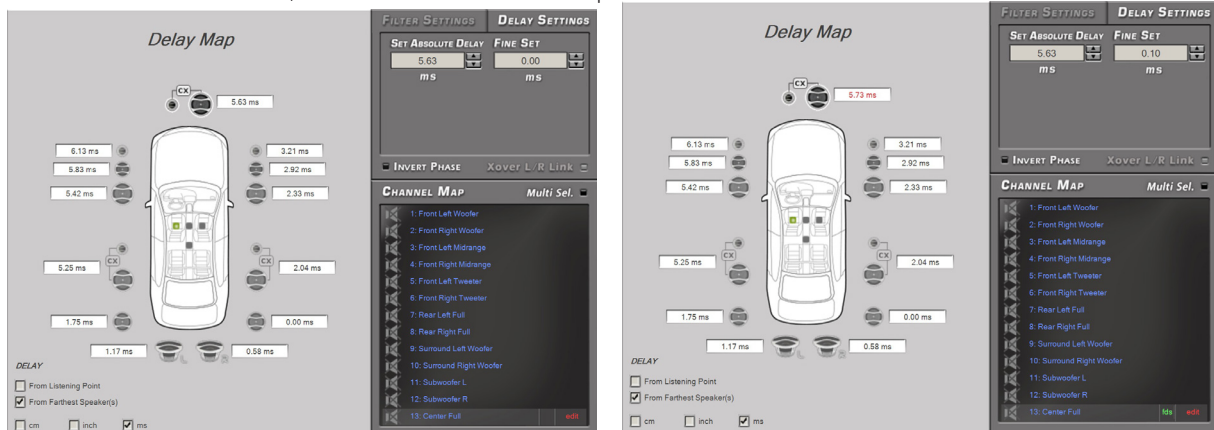 Delay Map
CX
5.63 ms
6.13 ms
3.21 ms
5.83 ms
2.92 ms
5.42 ms
2.33 ms
CX
CX
5.25 ms
2.04 ms
1.75 ms
0.00 ms
1.17 ms
0.58 ms
L
R
DELAY
From Listening Point
From Farthest Speaker(s)
cm inch ms
FILTER SETTINGS DELAY SETTINGS
SET ABSOLUTE DELAY FINE SET
5.63 0.00
ms ms
INVERT PHASE Xover L/R Link
CHANNEL MAP Multi Sel.
1: Front Left Woofer
2: Front Right Woofer
3: Front Left Midrange
4: Front Right Midrange
5: Front Left Tweeter
6: Front Right Tweeter
7: Rear Left Full
8: Rear Right Full
9: Surround Left Woofer
10: Surround Right Woofer
11: Subwoofer L
12: Subwoofer R
13: Center Full edit
Delay Map
CX
5.73 ms
6.13 ms
3.21 ms
5.83 ms
2.92 ms
5.42 ms
2.33 ms
CX
CX
5.25 ms
2.04 ms
1.75 ms
0.00 ms
1.17 ms
0.58 ms
L
R
DELAY
From Listening Point
From Farthest Speaker(s)
cm inch ms
FILTER SETTINGS DELAY SETTINGS
SET ABSOLUTE DELAY FINE SET
5.63 0.10
ms ms
INVERT PHASE Xover L/R Link
CHANNEL MAP Multi Sel.
1: Front Left Woofer
2: Front Right Woofer
3: Front Left Midrange
4: Front Right Midrange
5: Front Left Tweeter
6: Front Right Tweeter
7: Rear Left Full
8: Rear Right Full
9: Surround Left Woofer
10: Surround Right Woofer
11: Subwoofer L
12: Subwoofer R
13: Center Full fds edit